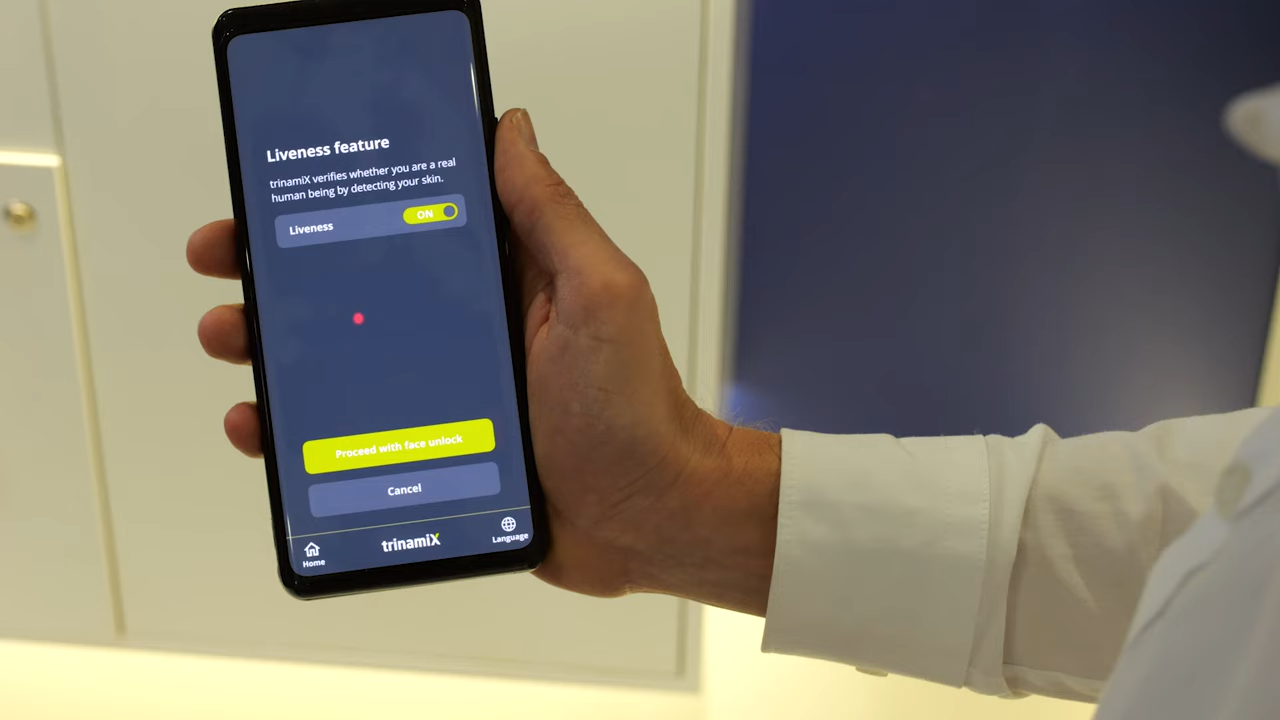 Liveness feature
trinamiX verifies whether you are a real
human being by detecting your skin.
Liveness ON
Proceed with face unlock
Cancel
Home trinamiX Language